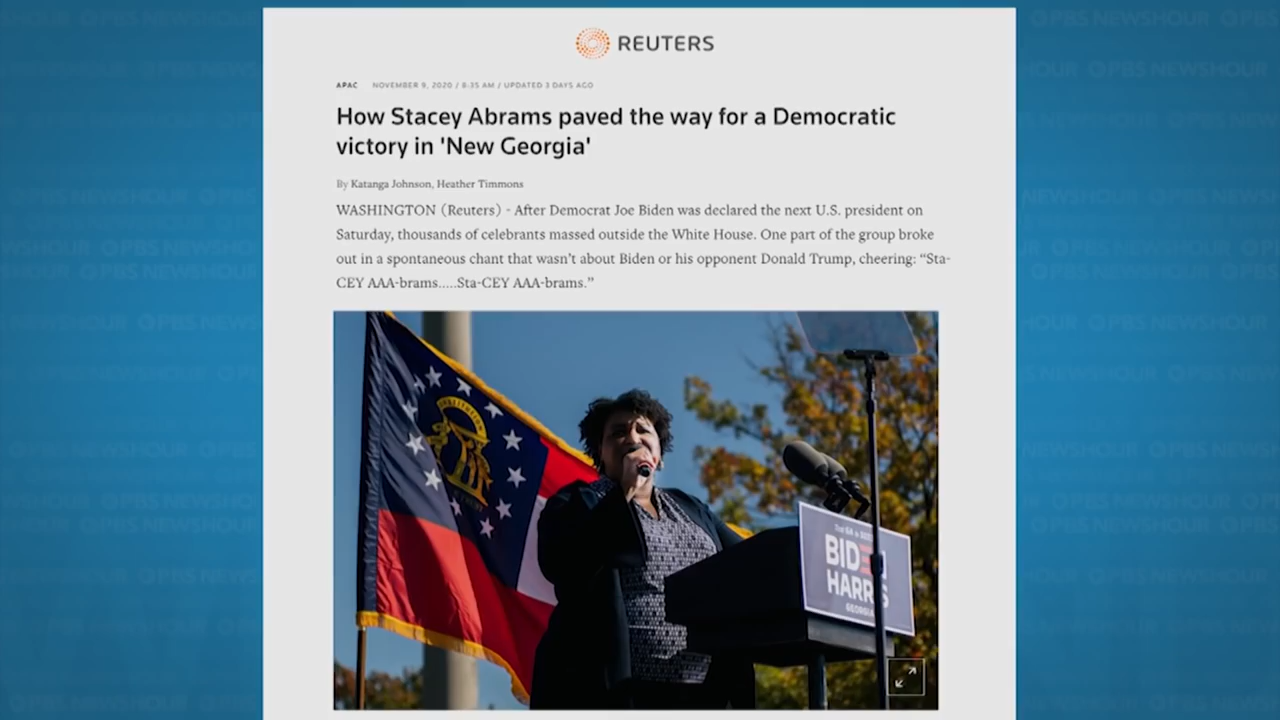 REUTERS
APAC NOVEMBER 9, 2020 / 8:35 AM / UPDATED 3 DAYS AGO
How Stacey Abrams paved the way for a Democratic
victory in 'New Georgia'
By Katanga Johnson, Heather Timmons
WASHINGTON (Reuters) - After Democrat Joe Biden was declared the next U.S. president on
Saturday, thousands of celebrants massed outside the White House. One part of the group broke
out in a spontaneous chant that wasn’t about Biden or his opponent Donald Trump, cheering: “Sta-
CEY AAA-brams.....Sta-CEY AAA-brams.”
BIDEN
HARRIS
GEORGIA
PBS NEWSHOUR